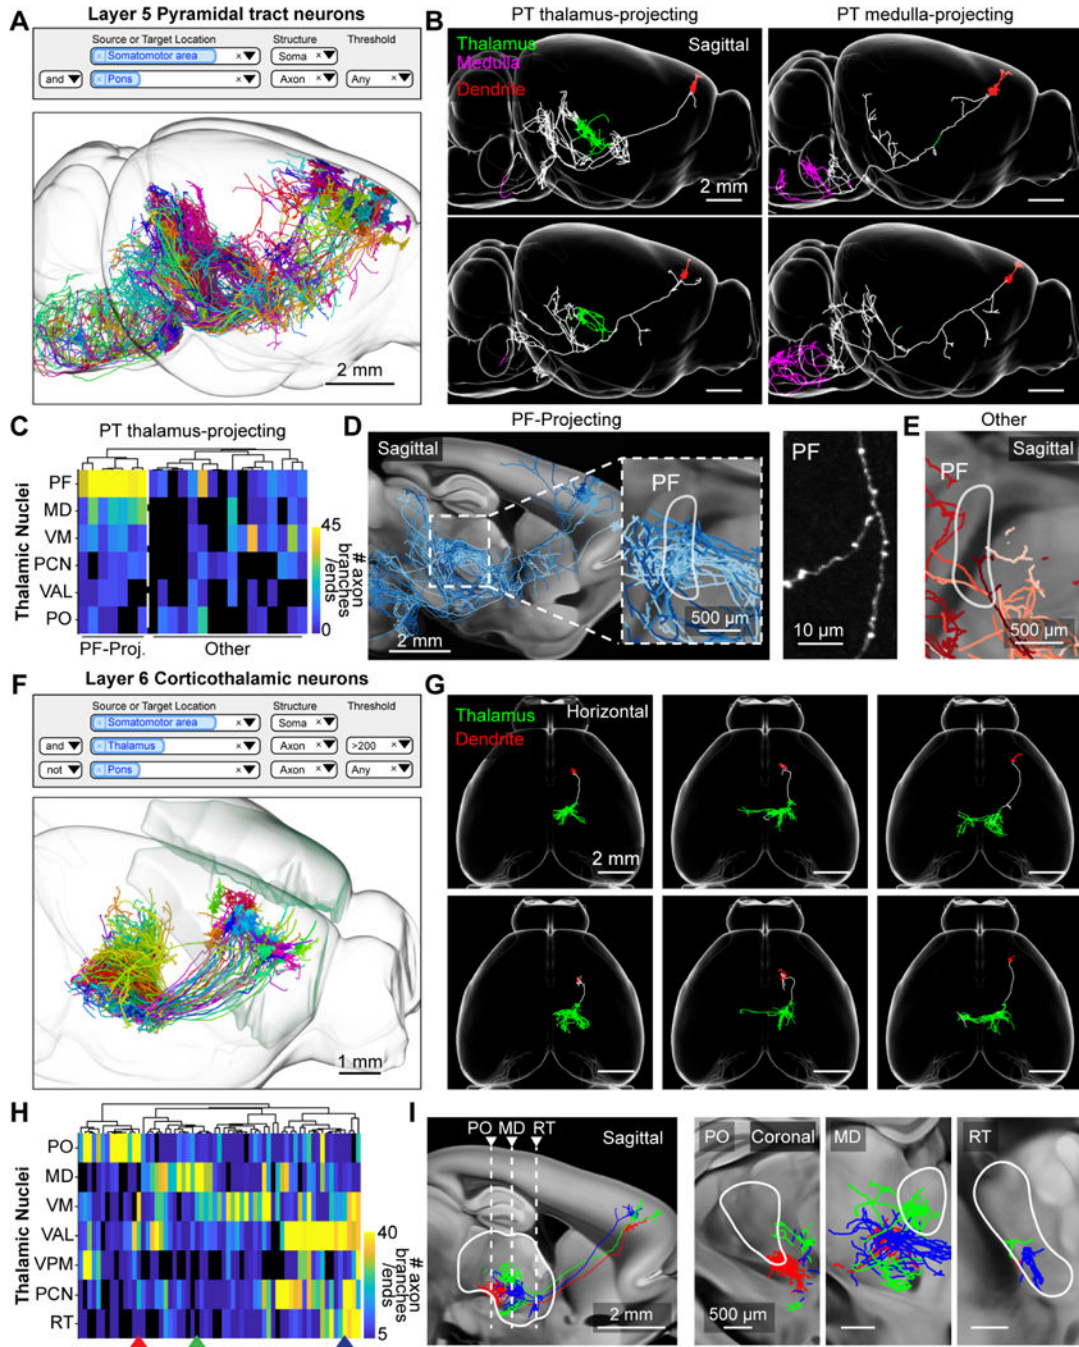 A
Layer 5 Pyramidal tract neurons
Source or Target Location Structure Threshold
× Somatomotor area ×▼ Soma ×▼
and ▼ × Pons ×▼ Axon ×▼ Any ×▼
2 mm
B
PT thalamus-projecting PT medulla-projecting
Thalamus Sagittal
Medulla
Dendrite
2 mm
C
PT thalamus-projecting
Thalamic Nuclei
PF
MD
VM
PCN
VAL
PO
PF-Proj. Other
45
# axon
branches
/ends
0
D
PF-Projecting
Sagittal
2 mm
PF
500 µm
PF
10 µm
E
Other
Sagittal
PF
500 µm
F
Layer 6 Corticothalamic neurons
Source or Target Location Structure Threshold
× Somatomotor area ×▼ Soma ×▼
and ▼ × Thalamus ×▼ Axon ×▼ >200 ×▼
not ▼ × Pons ×▼ Axon ×▼ Any ×▼
1 mm
G
Thalamus Horizontal
Dendrite
2 mm
H
Thalamic Nuclei
PO
MD
VM
VAL
VPM
PCN
RT
40
# axon
branches
/ends
5
I
PO MD RT Sagittal
2 mm
PO Coronal
500 µm
MD
RT